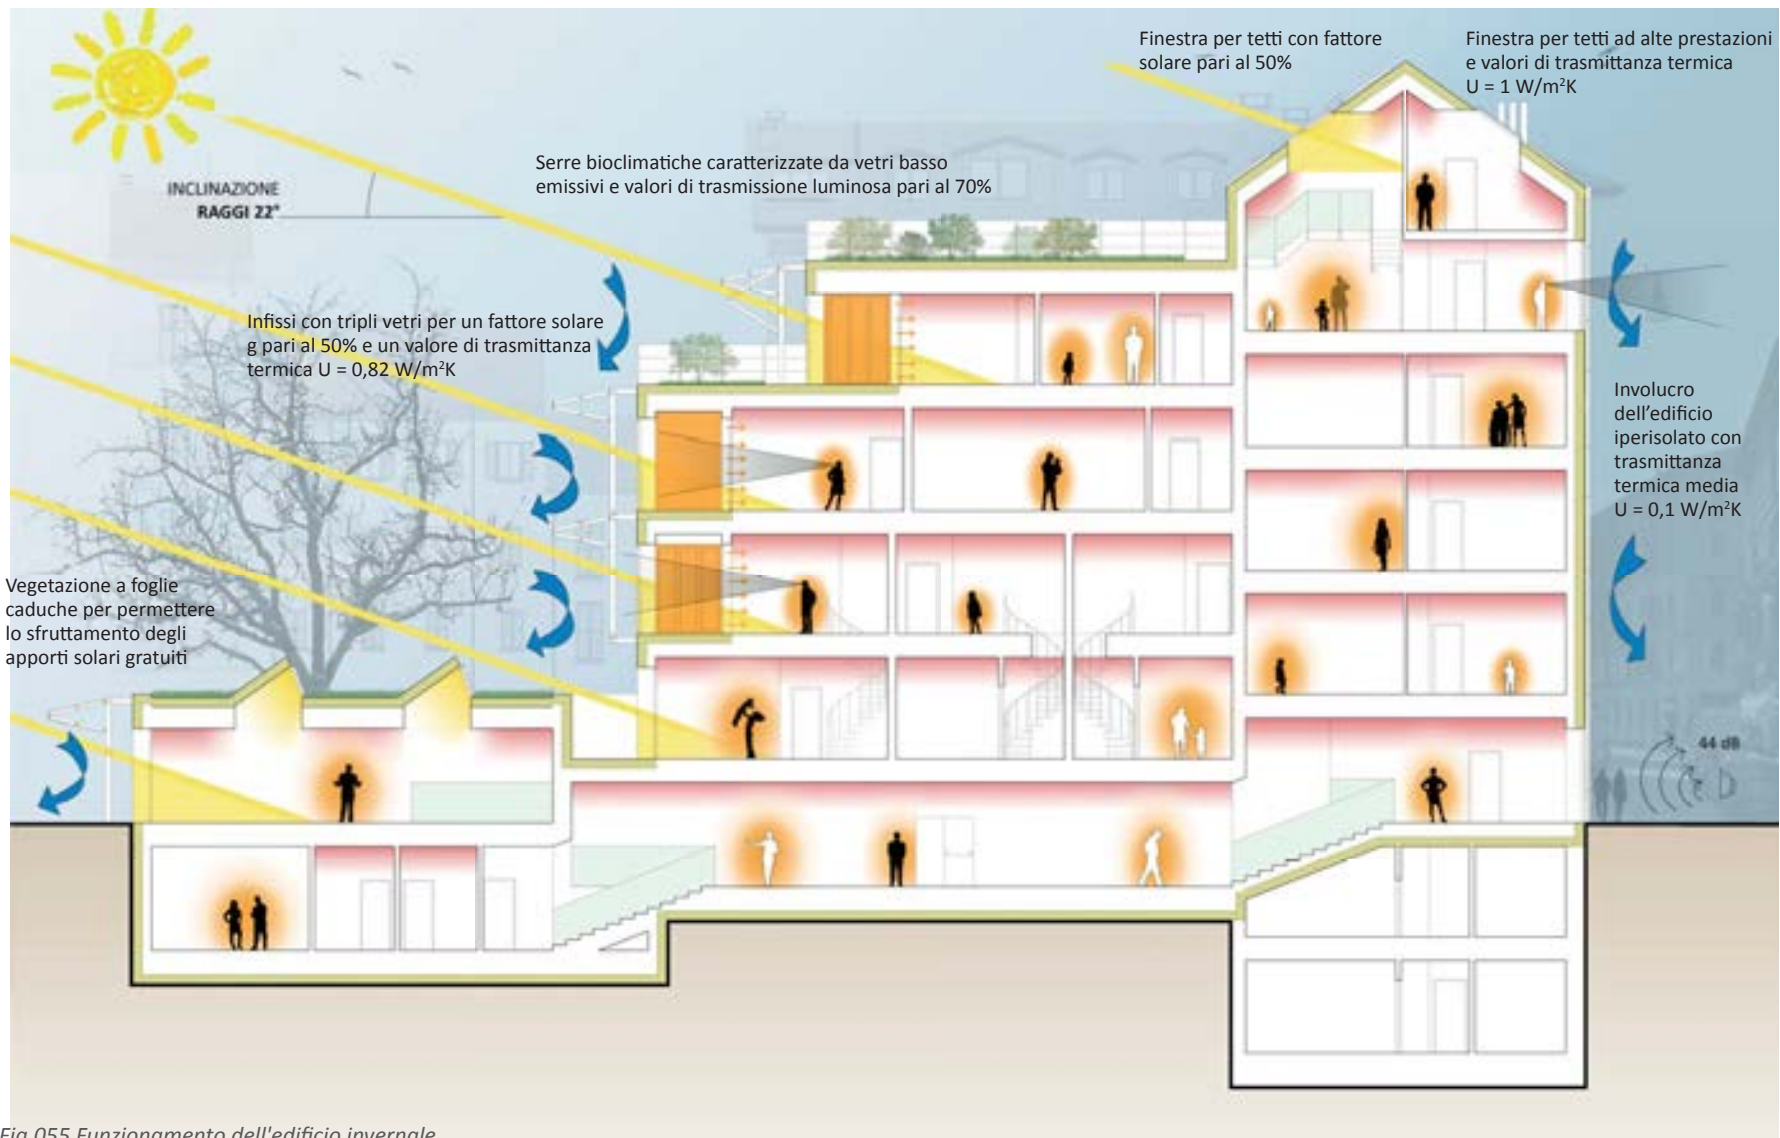 Finestra per tetti con fattore
solare pari al 50%
Finestra per tetti ad alte prestazioni
e valori di trasmittanza termica
U = 1 W/m²K
Serre bioclimatiche caratterizzate da vetri basso
emissivi e valori di trasmissione luminosa pari al 70%
INCLINAZIONE
RAGGI 22°
Infissi con tripli vetri per un fattore solare
g pari al 50% e un valore di trasmittanza
termica U = 0,82 W/m²K
Involucro
dell'edificio
iperisolato con
trasmittanza
termica media
U = 0,1 W/m²K
Vegetazione a foglie
caduche per permettere
lo sfruttamento degli
apporti solari gratuiti
44 dB
Fig.055 Funzionamento dell'edificio invernale